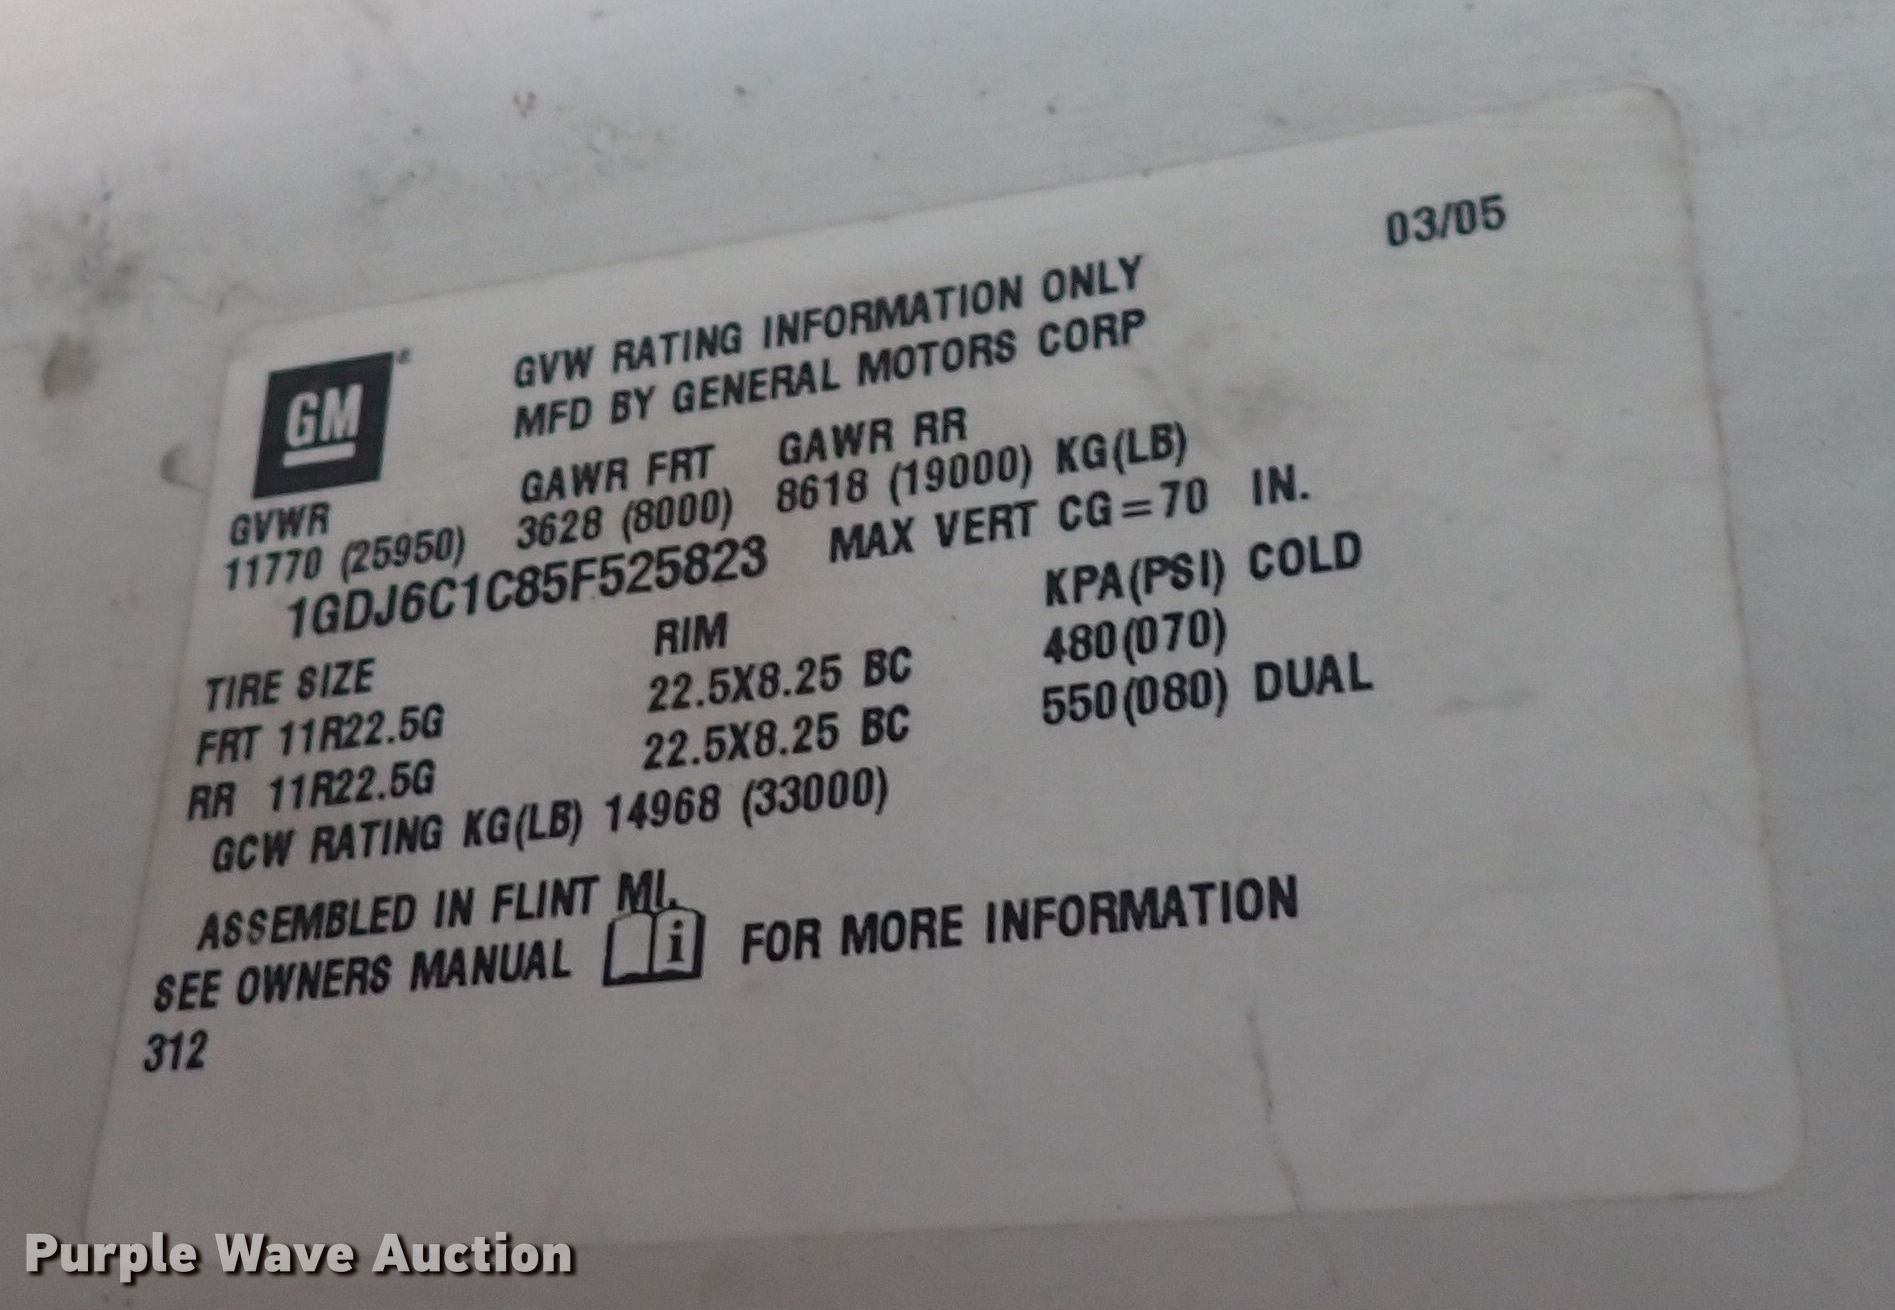 03/05
GM
GVW RATING INFORMATION ONLY
MFD BY GENERAL MOTORS CORP
GVWR GAWR FRT GAWR RR
11770 (25950) 3628 (8000) 8618 (19000) KG(LB)
1GDJ6C1C85F525823 MAX VERT CG=70 IN.
TIRE SIZE RIM KPA(PSI) COLD
FRT 11R22.5G 22.5X8.25 BC 480(070)
RR 11R22.5G 22.5X8.25 BC 550(080) DUAL
GCW RATING KG(LB) 14968 (33000)
ASSEMBLED IN FLINT MI.
SEE OWNERS MANUAL i FOR MORE INFORMATION
312
Purple Wave Auction